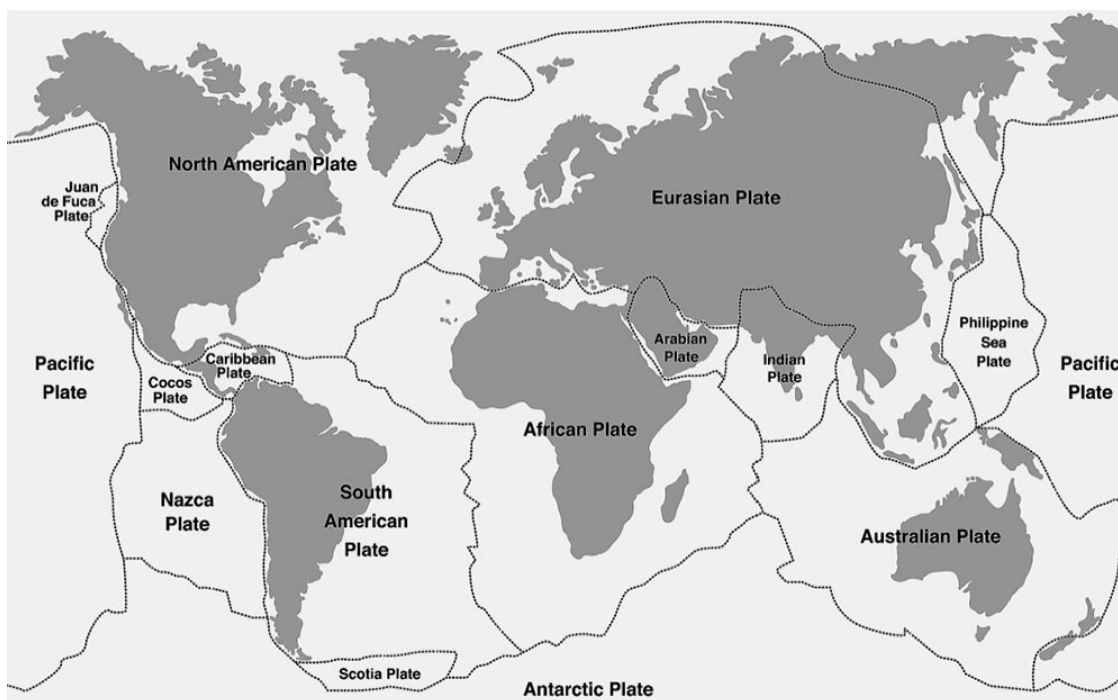 North American Plate
Juan
de Fuca
Plate
Eurasian Plate
Philippine
Sea
Plate
Arabian
Plate
Caribbean
Plate
Indian
Plate
Pacific
Plate
Cocos
Plate
Pacific
Plate
African Plate
Nazca
Plate
South
American
Plate
Australian Plate
Scotia Plate
Antarctic Plate